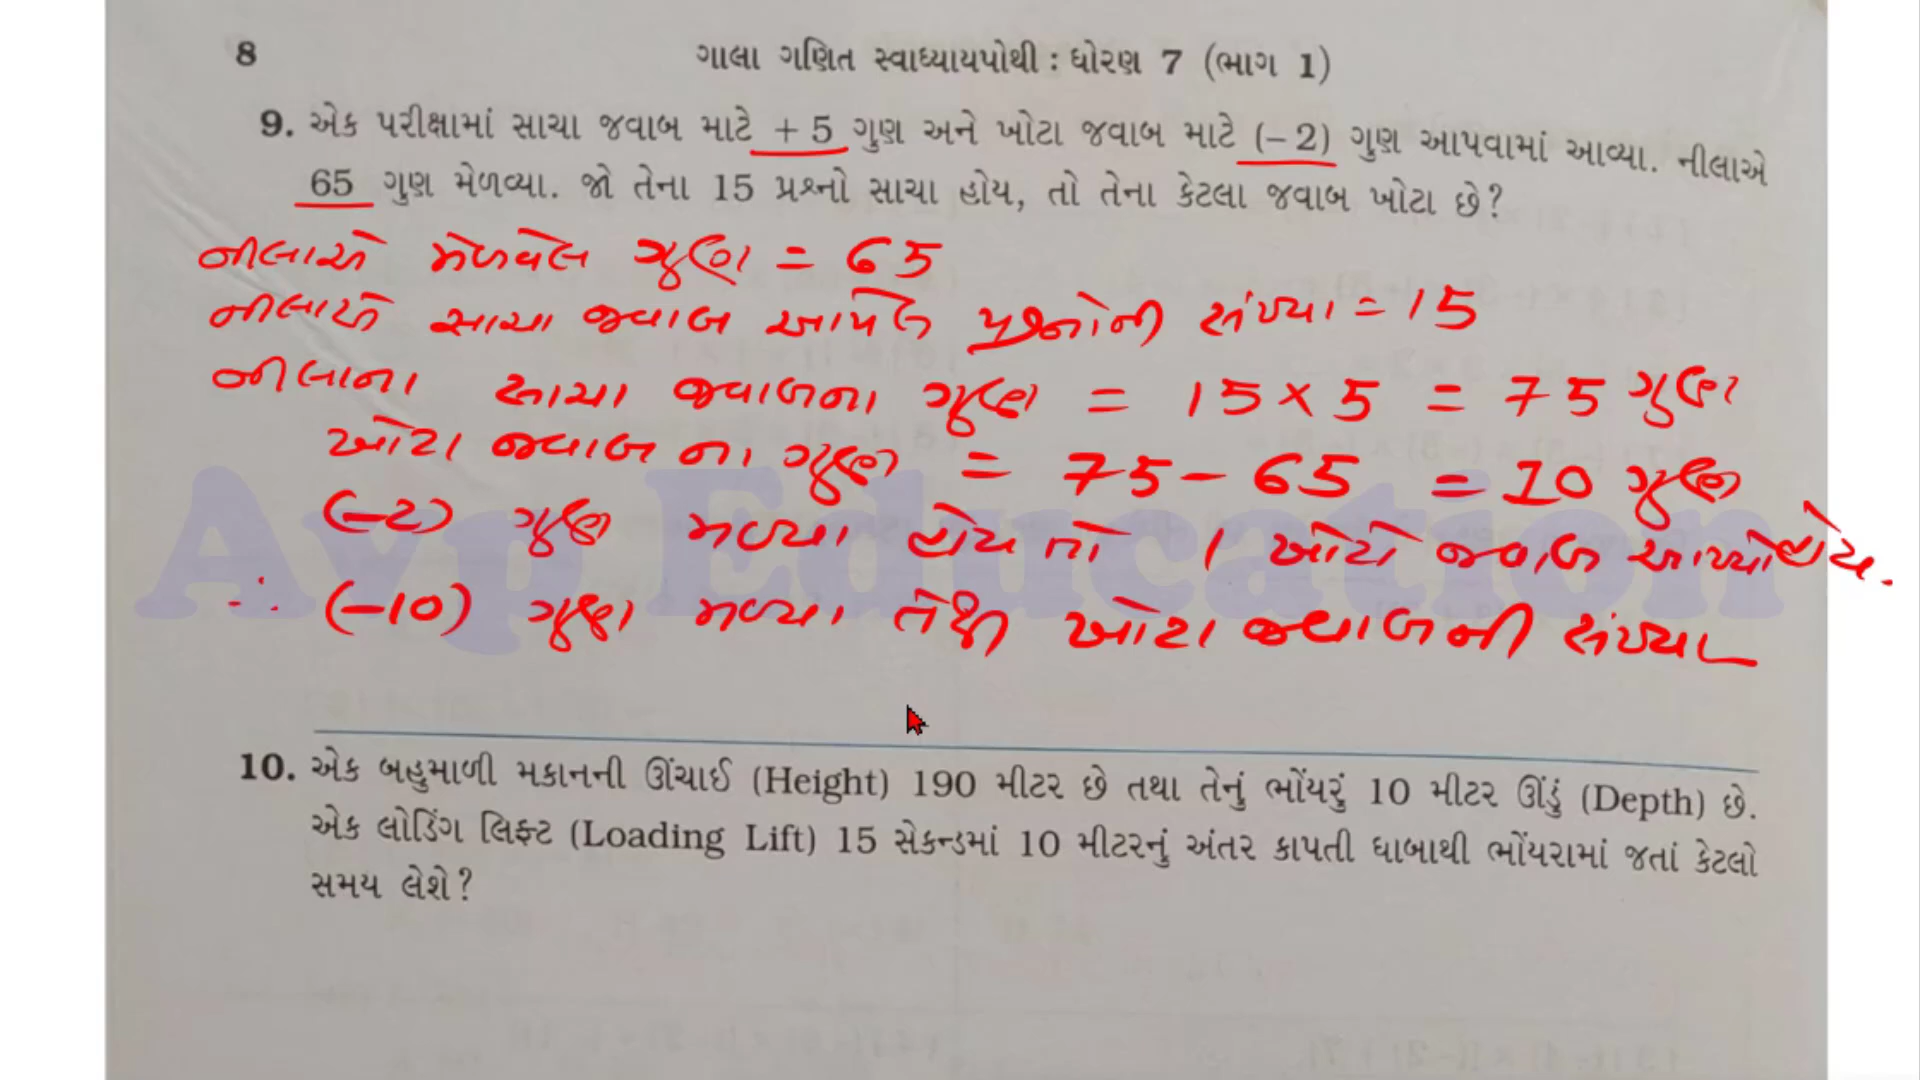 8
ગાલા ગણિત સ્વાધ્યાયપોથી : ધોરણ 7 (ભાગ 1)
9. એક પરીક્ષામાં સાચા જવાબ માટે + 5 ગુણ અને ખોટા જવાબ માટે (– 2) ગુણ આપવામાં આવ્યા. નીલાએ
65 ગુણ મેળવ્યા. જો તેના 15 પ્રશ્નો સાચા હોય, તો તેના કેટલા જવાબ ખોટા છે?
નીલાએ મેળવેલ ગુણ = 65
નીલાએ સાચા જવાબ આપેલ પ્રશ્નોની સંખ્યા = 15
નીલાના સાચા જવાબના ગુણ = 15 × 5 = 75 ગુણ
ખોટા જવાબ ના ગુણ = 75 – 65 = 10 ગુણ
(–2) ગુણ મળ્યા હોય તો 1 ખોટો જવાબ આપ્યો હોય.
∴ (–10) ગુણ મળ્યા તેથી ખોટા જવાબની સંખ્યા
Avp Education
10. એક બહુમાળી મકાનની ઊંચાઈ (Height) 190 મીટર છે તથા તેનું ભોંયરું 10 મીટર ઊંડું (Depth) છે.
એક લોડિંગ લિફ્ટ (Loading Lift) 15 સેકન્ડમાં 10 મીટરનું અંતર કાપતી ધાબાથી ભોંયરામાં જતાં કેટલો
સમય લેશે?